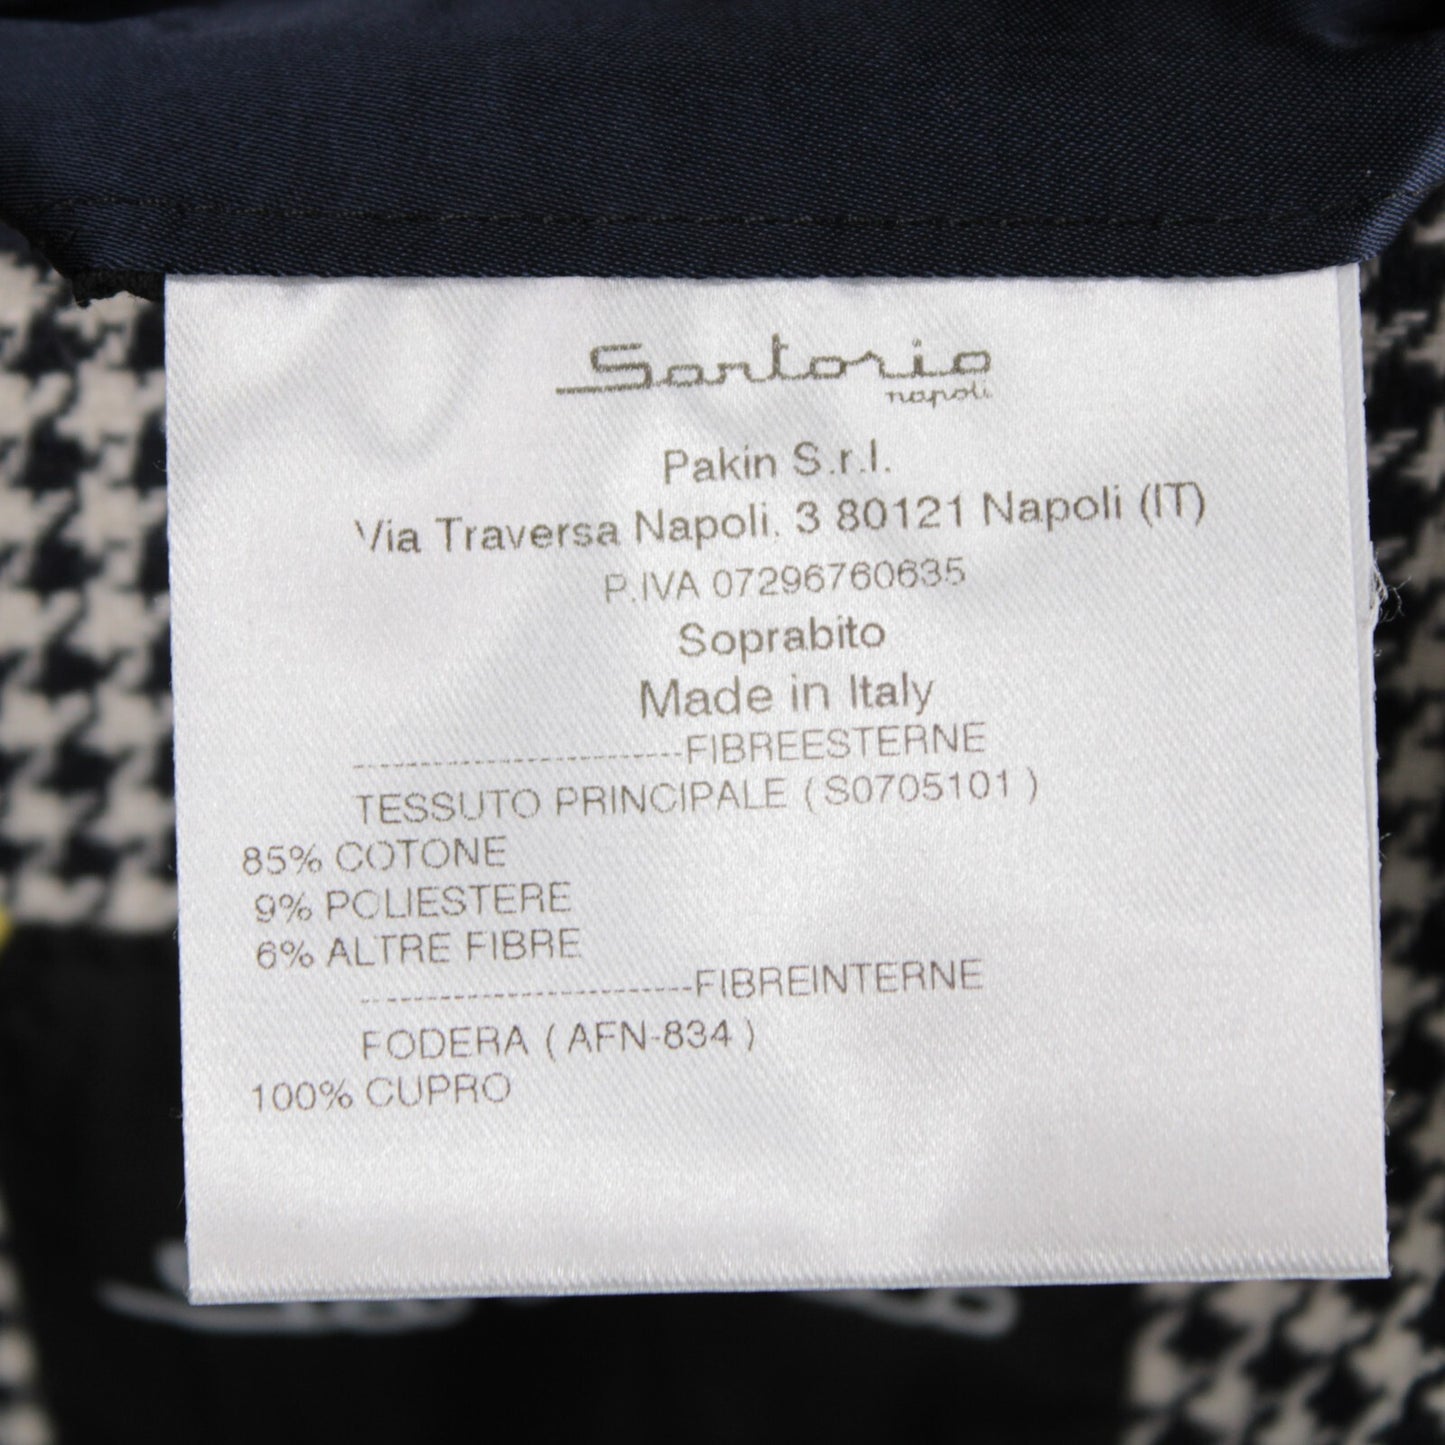 Sartorio
napoli
Pakin S.r.l.
Via Traversa Napoli, 3 80121 Napoli (IT)
P.IVA 07296760635
Soprabito
Made in Italy
-------------------------FIBREESTERNE
TESSUTO PRINCIPALE ( S0705101 )
85% COTONE
9% POLIESTERE
6% ALTRE FIBRE
-------------------------FIBREINTERNE
FODERA ( AFN-834 )
100% CUPRO